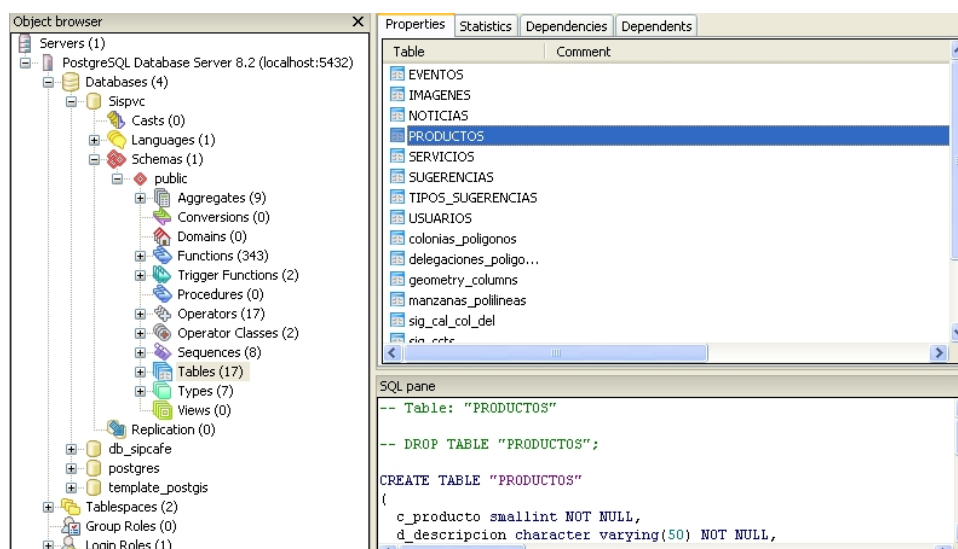 Object browser
Servers (1)
PostgreSQL Database Server 8.2 (localhost:5432)
Databases (4)
Sispvc
Casts (0)
Languages (1)
Schemas (1)
public
Aggregates (9)
Conversions (0)
Domains (0)
Functions (343)
Trigger Functions (2)
Procedures (0)
Operators (17)
Operator Classes (2)
Sequences (8)
Tables (17)
Types (7)
Views (0)
Replication (0)
db_sipcafe
postgres
template_postgis
Tablespaces (2)
Group Roles (0)
Login Roles (1)
Properties Statistics Dependencies Dependents
Table Comment
EVENTOS
IMAGENES
NOTICIAS
PRODUCTOS
SERVICIOS
SUGERENCIAS
TIPOS_SUGERENCIAS
USUARIOS
colonias_poligonos
delegaciones_poligo...
geometry_columns
manzanas_polilineas
sig_cal_col_del
sig_ccts
SQL pane
-- Table: "PRODUCTOS"
-- DROP TABLE "PRODUCTOS";
CREATE TABLE "PRODUCTOS"
(
c_producto smallint NOT NULL,
d_descripcion character varying(50) NOT NULL,